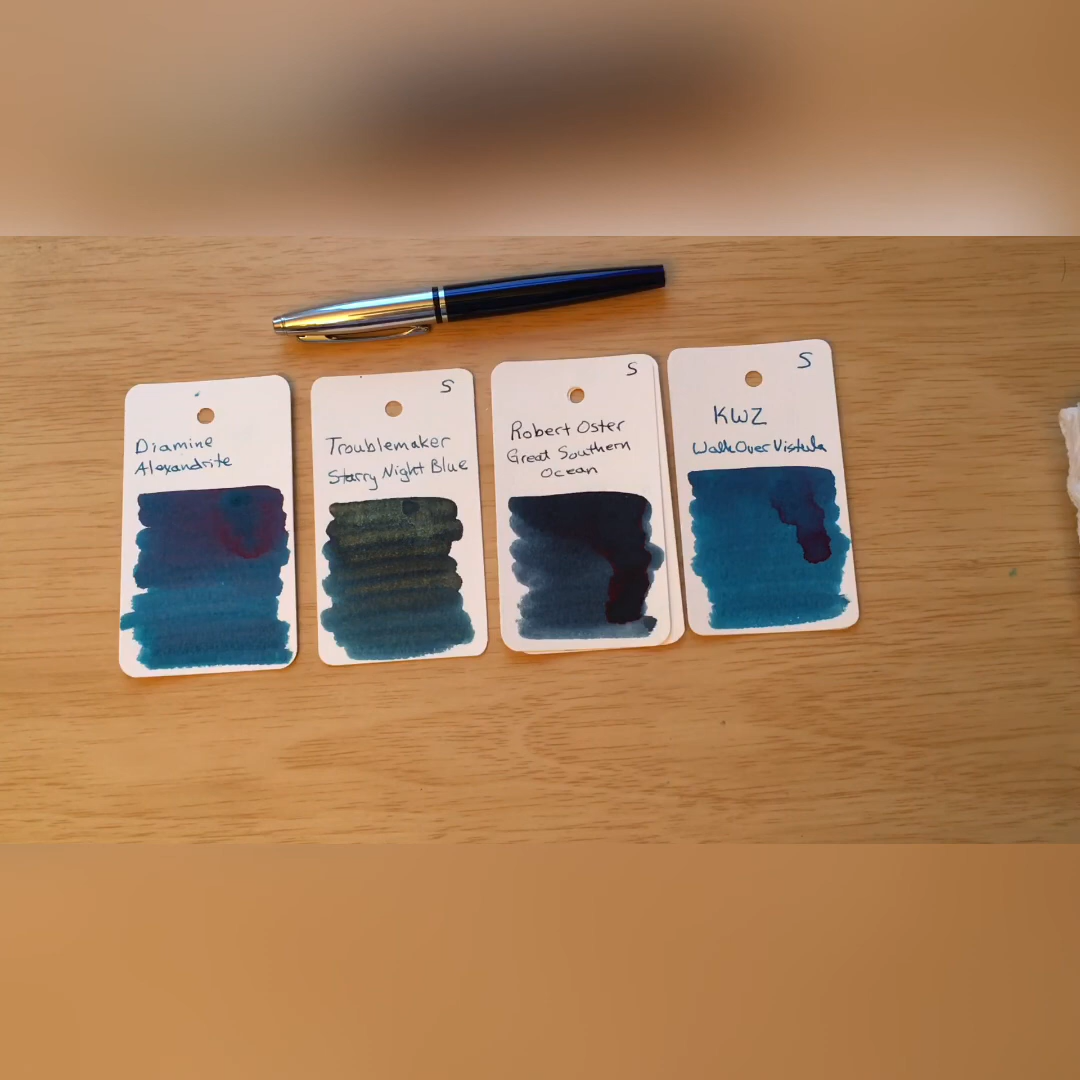 Diamine
Alexandrite
S
Troublemaker
Starry Night Blue
S
Robert Oster
Great Southern
Ocean
S
KWZ
Walk Over Vistula